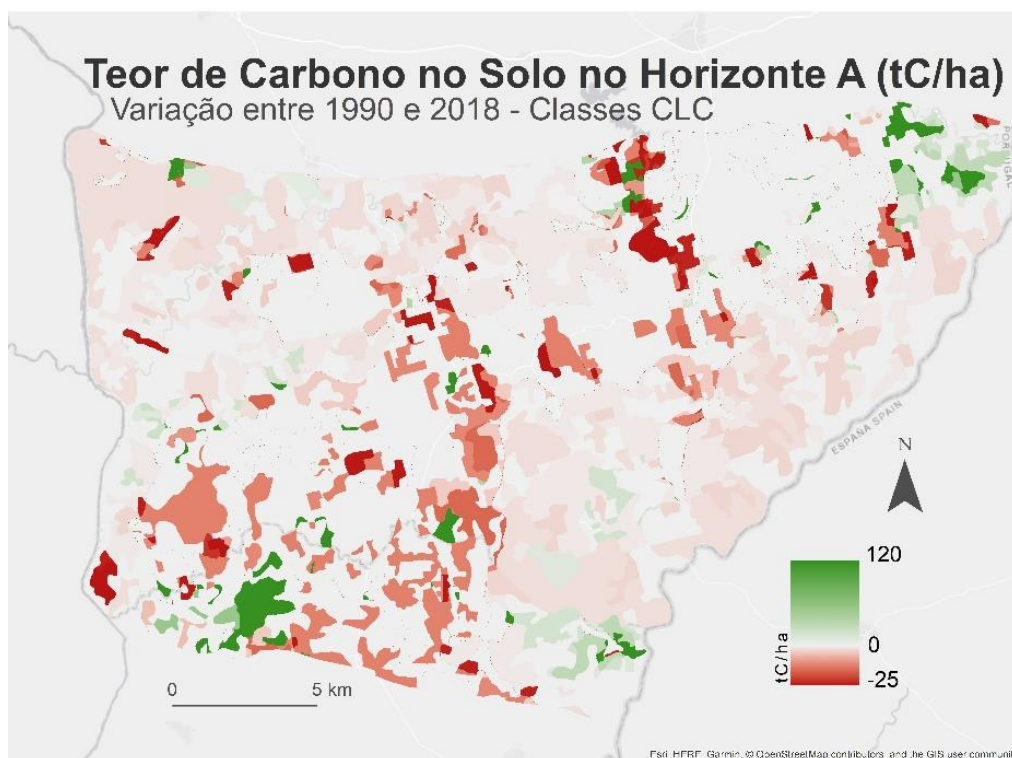 Teor de Carbono no Solo no Horizonte A (tC/ha)
Variação entre 1990 e 2018 - Classes CLC
PORTUGAL
ESPAÑA SPAIN
N
120
0
-25
tC/ha
0 5 km
Esri, HERE, Garmin, © OpenStreetMap contributors, and the GIS user communi